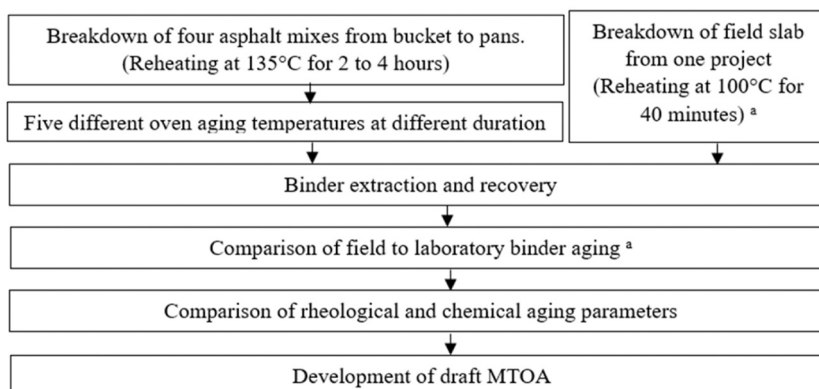 Breakdown of four asphalt mixes from bucket to pans.
(Reheating at 135°C for 2 to 4 hours)
Five different oven aging temperatures at different duration
Breakdown of field slab
from one project
(Reheating at 100°C for
40 minutes) ᵃ
Binder extraction and recovery
Comparison of field to laboratory binder aging ᵃ
Comparison of rheological and chemical aging parameters
Development of draft MTOA